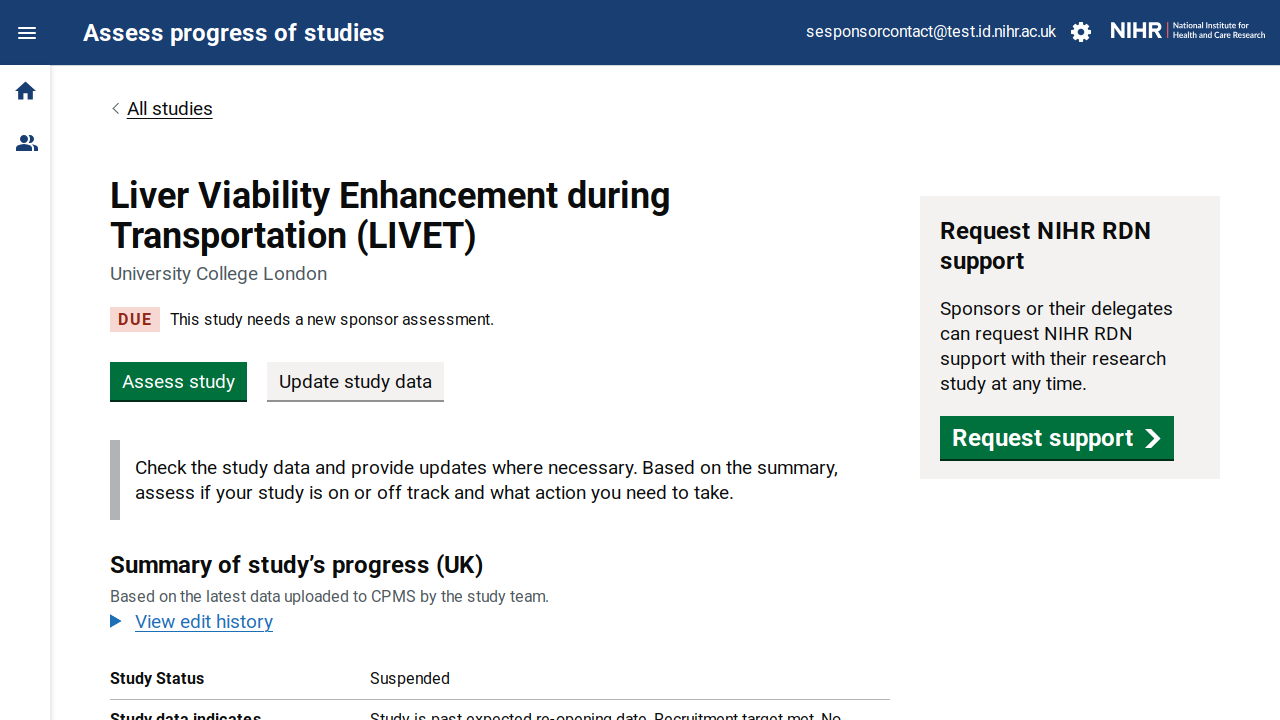 Assess progress of studies
sesponsorcontact@test.id.nihr.ac.uk
NIHR
National Institute for
Health and Care Research
All studies
Liver Viability Enhancement during
Transportation (LIVET)
University College London
DUE This study needs a new sponsor assessment.
Assess study
Update study data
Check the study data and provide updates where necessary. Based on the summary,
assess if your study is on or off track and what action you need to take.
Summary of study’s progress (UK)
Based on the latest data uploaded to CPMS by the study team.
View edit history
Study Status Suspended
Study data indicates Study is past expected re-opening date, Recruitment target met, No
Request NIHR RDN
support
Sponsors or their delegates
can request NIHR RDN
support with their research
study at any time.
Request support